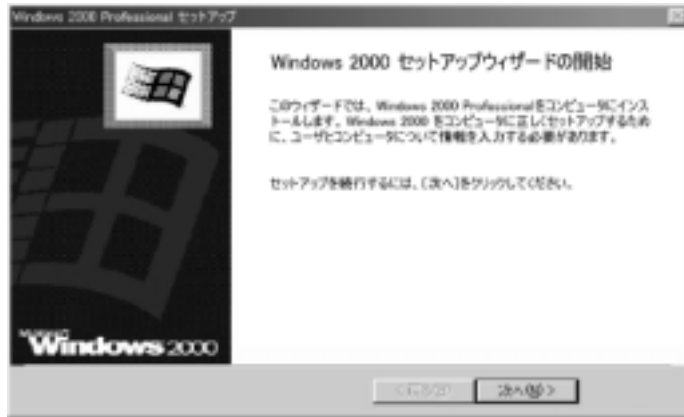 Windows 2000 Professional セットアップ
Windows 2000 セットアップウィザードの開始
このウィザードでは、Windows 2000 Professionalをコンピュータにインス
トールします。Windows 2000 をコンピュータに正しくセットアップするため
に、ユーザとコンピュータについて情報を入力する必要があります。
セットアップを続行するには、[次へ]をクリックしてください。
Microsoft
Windows 2000
< 戻る(B)
次へ(N) >